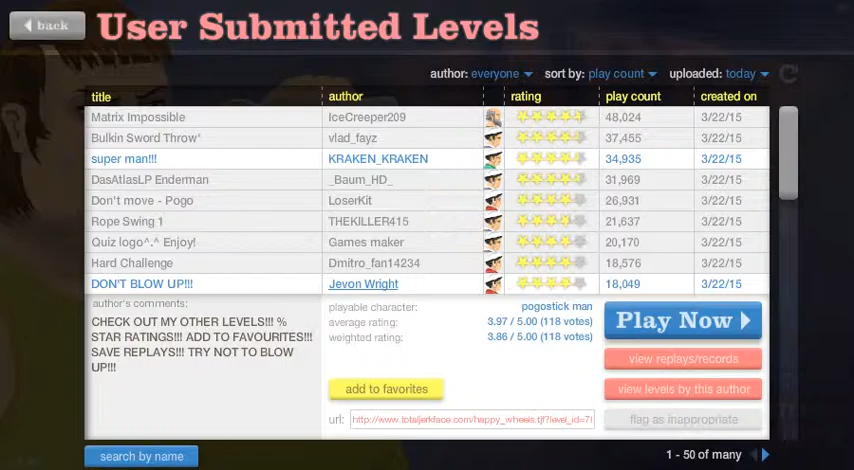 back
User Submitted Levels
author: everyone sort by: play count uploaded: today
title author rating play count created on
Matrix Impossible IceCreeper209 48,024 3/22/15
Bulkin Sword Throw' vlad_fayz 37,455 3/22/15
super man!!! KRAKEN_KRAKEN 34,935 3/22/15
DasAtlasLP Enderman _Baum_HD_ 31,969 3/22/15
Don't move - Pogo LoserKit 26,931 3/22/15
Rope Swing 1 THEKILLER415 21,637 3/22/15
Quiz logo^.^ Enjoy! Games maker 20,170 3/22/15
Hard Challenge Dmitro_fan14234 18,576 3/22/15
DON'T BLOW UP!!! Jevon Wright 18,049 3/22/15
author's comments:
CHECK OUT MY OTHER LEVELS!!! %
STAR RATINGS!!! ADD TO FAVOURITES!!!
SAVE REPLAYS!!! TRY NOT TO BLOW
UP!!!
playable character: pogostick man
average rating: 3.97 / 5.00 (118 votes)
weighted rating: 3.86 / 5.00 (118 votes)
add to favorites
url: http://www.totaljerkface.com/happy_wheels.tjf?level_id=7
Play Now
view replays/records
view levels by this author
flag as inappropriate
search by name
1 - 50 of many